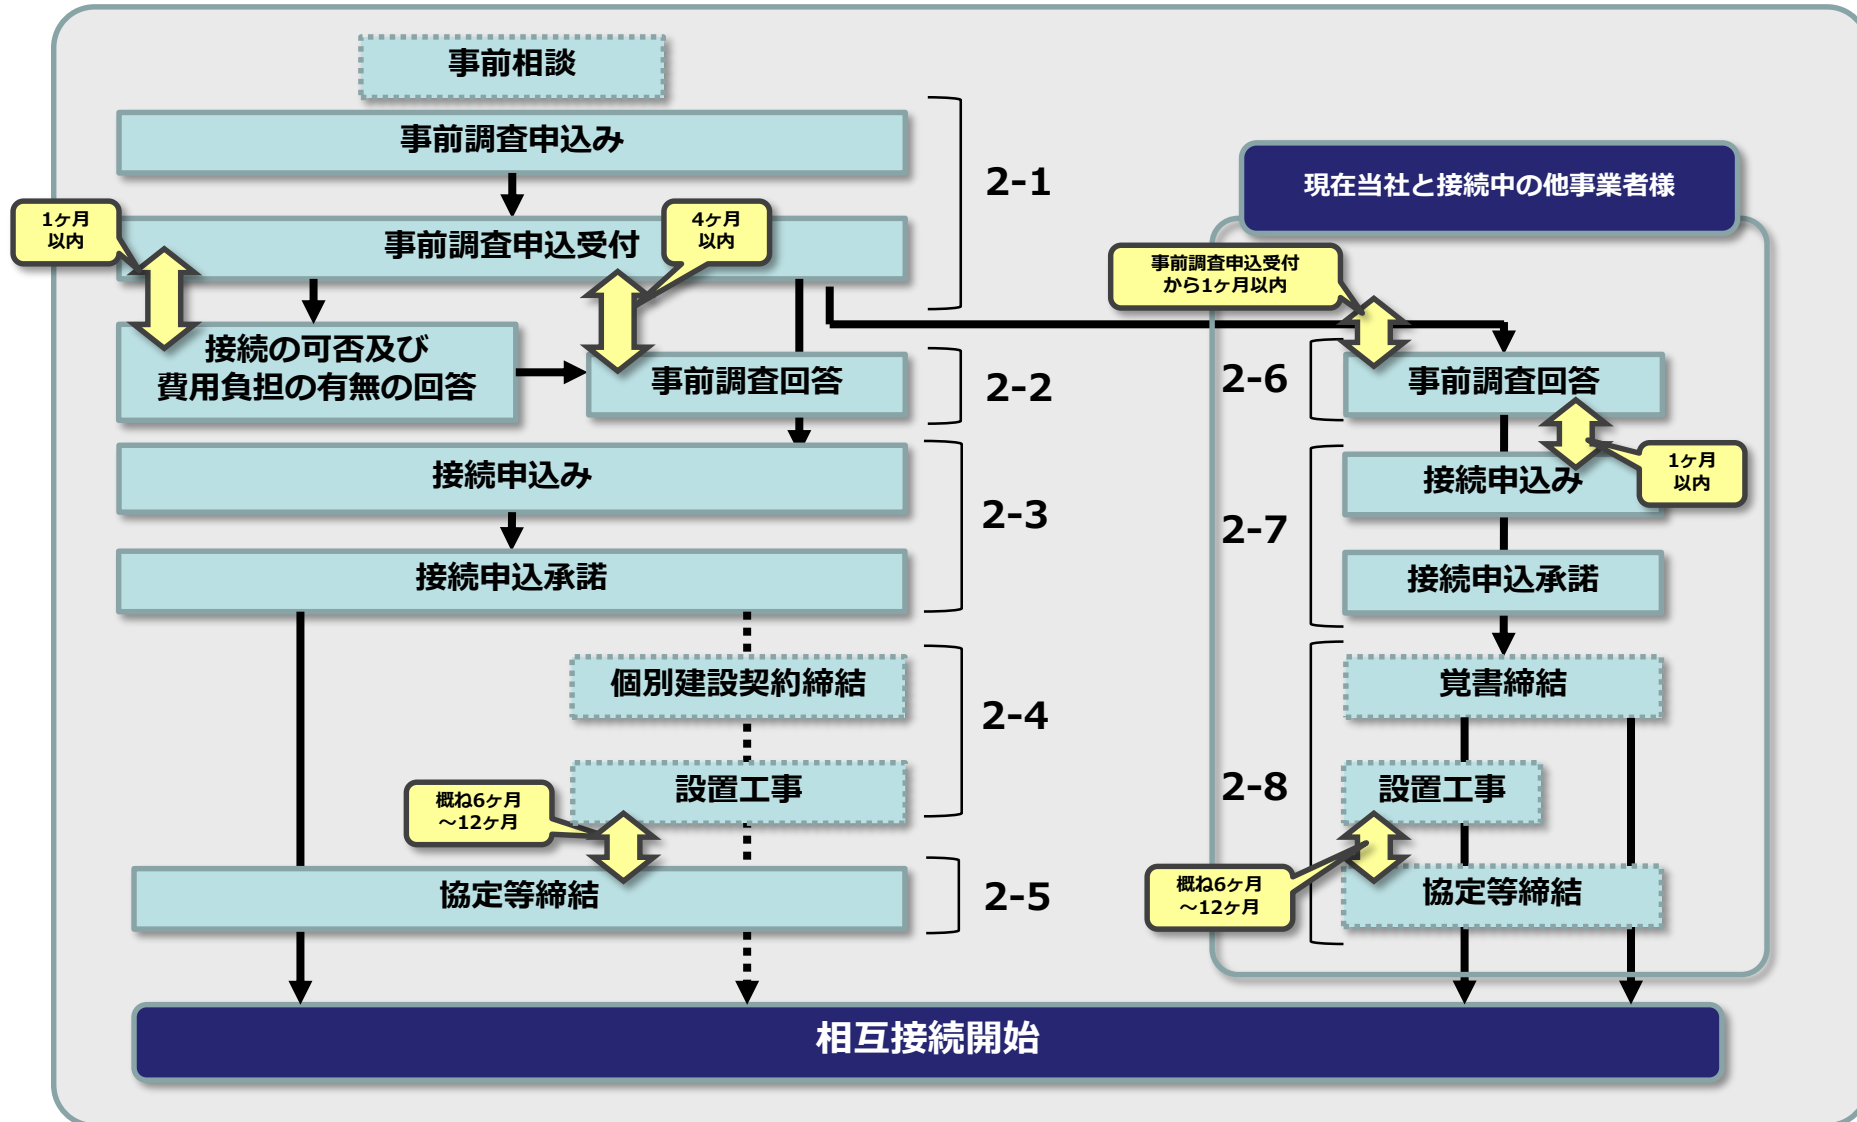 事前相談
事前調査申込み
2-1
1ヶ月
以内
事前調査申込受付
4ヶ月
以内
接続の可否及び
費用負担の有無の回答
事前調査回答
2-2
接続申込み
2-3
接続申込承諾
個別建設契約締結
2-4
設置工事
概ね6ヶ月
~12ヶ月
協定等締結
2-5
現在当社と接続中の他事業者様
事前調査申込受付
から1ヶ月以内
2-6
事前調査回答
1ヶ月
以内
接続申込み
2-7
接続申込承諾
覚書締結
2-8
設置工事
概ね6ヶ月
~12ヶ月
協定等締結
相互接続開始